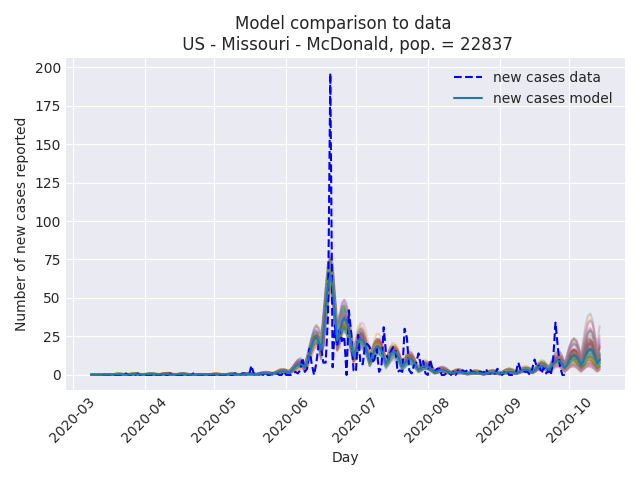 Model comparison to data
US - Missouri - McDonald, pop. = 22837
new cases data
new cases model
Number of new cases reported
200
175
150
125
100
75
50
25
0
2020-03
2020-04
2020-05
2020-06
2020-07
2020-08
2020-09
2020-10
Day